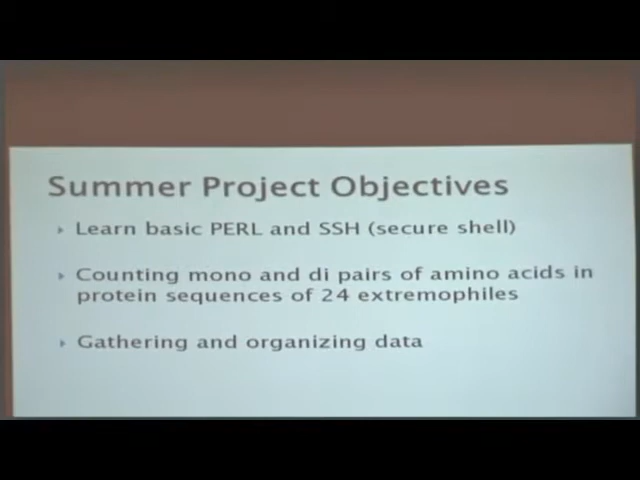 Summer Project Objectives
Learn basic PERL and SSH (secure shell)
Counting mono and di pairs of amino acids in
protein sequences of 24 extremophiles
Gathering and organizing data